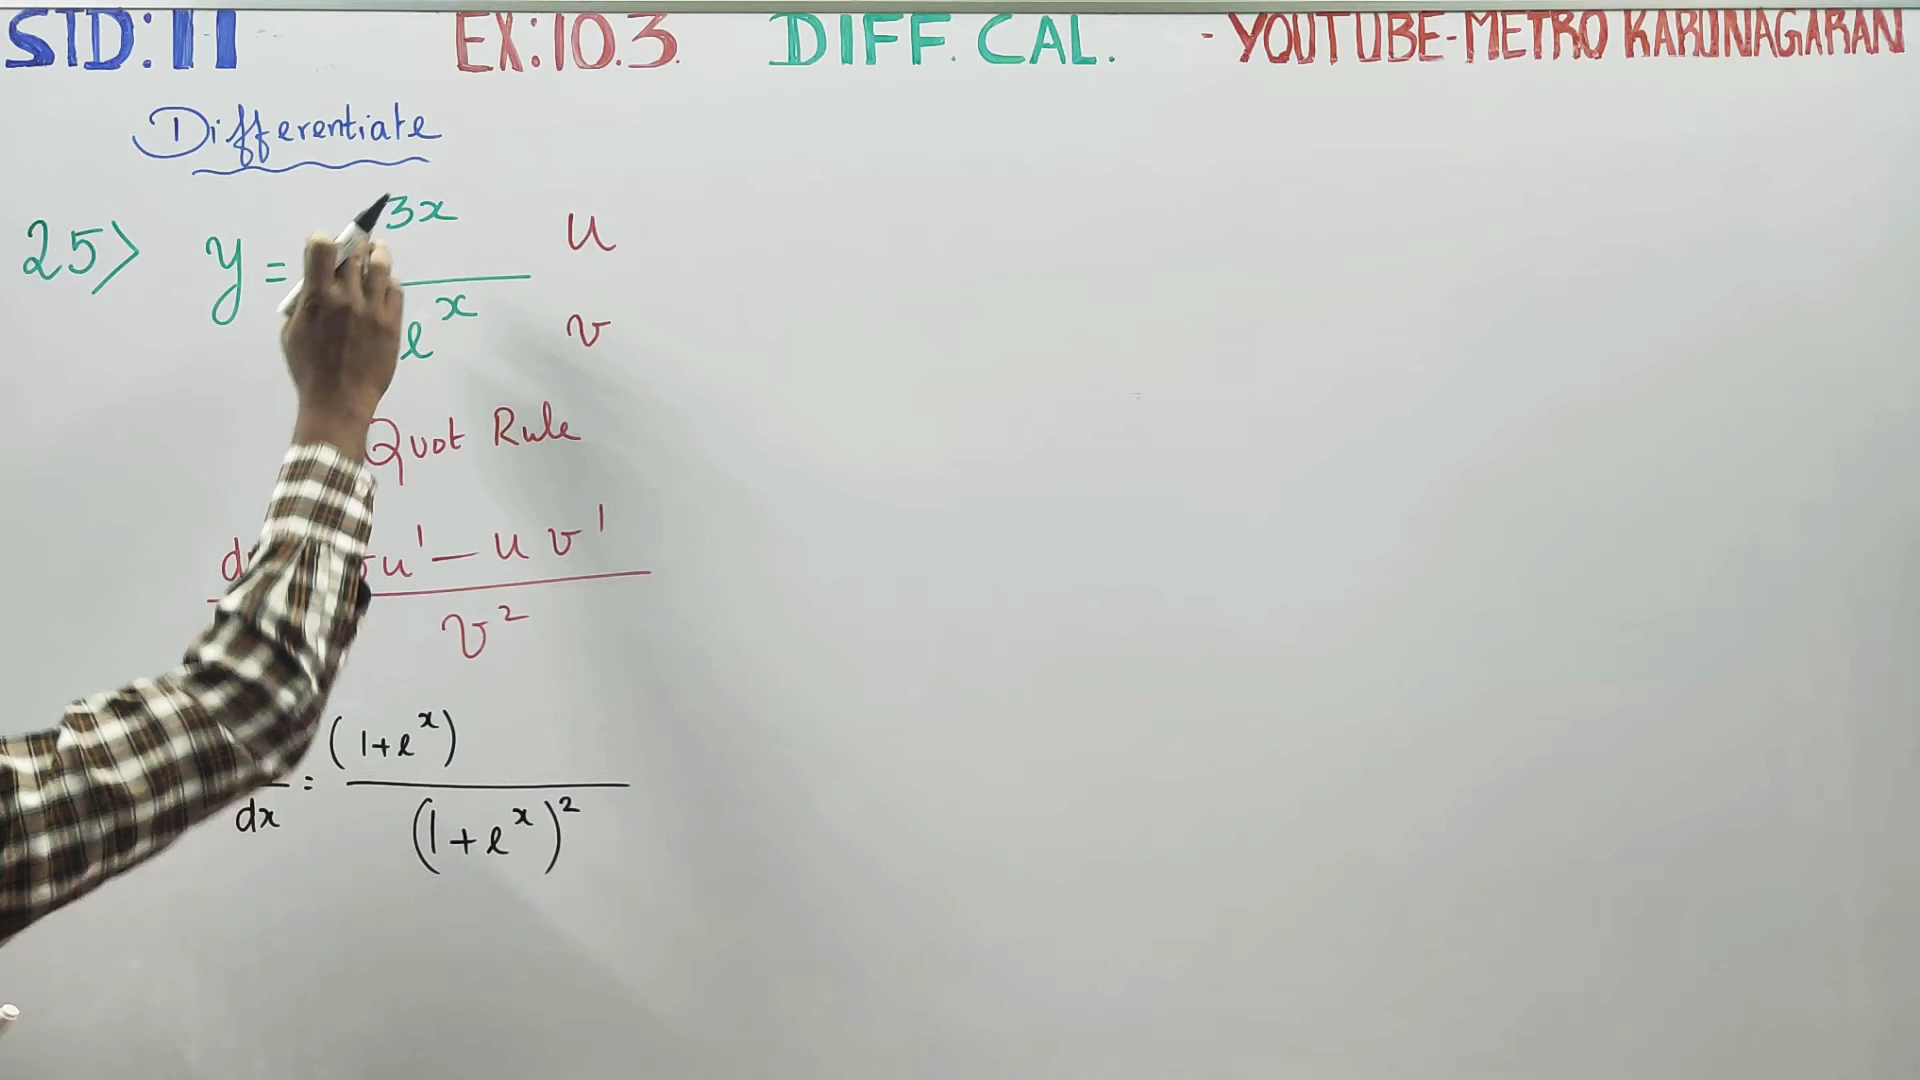 STD:11 EX:10.3. DIFF. CAL. - YOUTUBE-METRO KARUNAGARAN
Differentiate
25> y = 3x u
e^x v
Quot Rule
u' — u v'
v²
(1+e^x)
dx =
(1+e^x)²